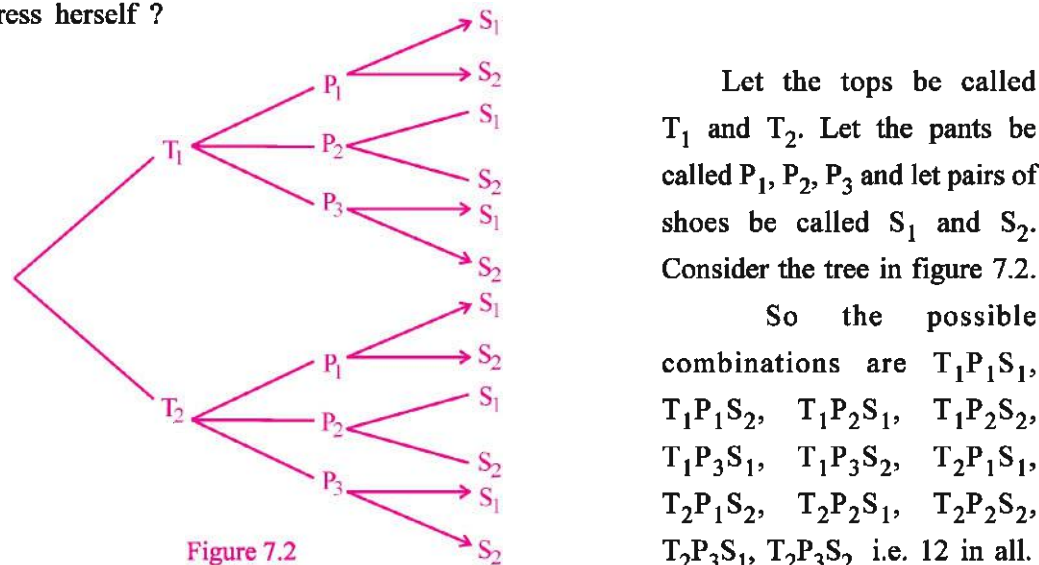 ress herself ?
S₁
S₂
P₁
S₁
T₁
P₂
S₂
P₃
S₁
S₂
S₁
P₁
S₂
S₁
T₂
P₂
S₂
P₃
S₁
S₂
Figure 7.2
Let the tops be called
T₁ and T₂. Let the pants be
called P₁, P₂, P₃ and let pairs of
shoes be called S₁ and S₂.
Consider the tree in figure 7.2.
So the possible
combinations are T₁P₁S₁,
T₁P₁S₂, T₁P₂S₁, T₁P₂S₂,
T₁P₃S₁, T₁P₃S₂, T₂P₁S₁,
T₂P₁S₂, T₂P₂S₁, T₂P₂S₂,
T₂P₃S₁, T₂P₃S₂ i.e. 12 in all.